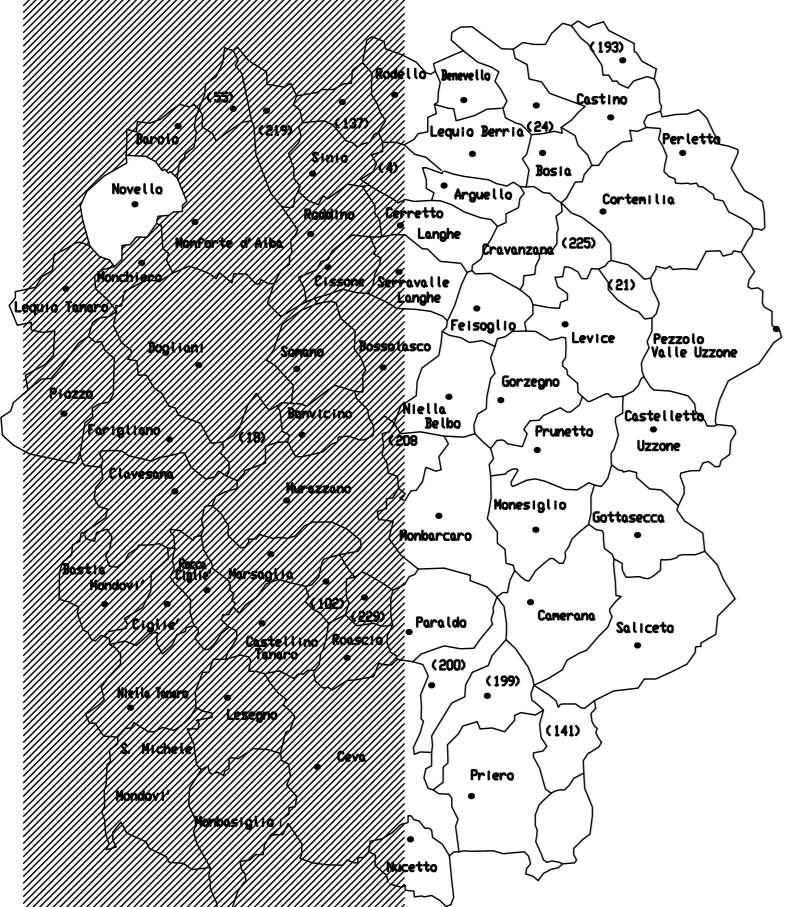 (193)
Rodello
Benevello
(55)
Castino
(219)
(137)
Lequio Berria
(24)
Barolo
Perletto
Sinio
(4)
Bosia
Novello
Arguello
Cortemilia
Roddino
Cerretto
Langhe
Monforte d'Alba
Cravanzana
(225)
Monchiero
Cissone
Serravalle
Langhe
(21)
Lequio Tanaro
Feisoglio
Levice
Pezzolo
Valle Uzzone
Dogliani
Somano
Bossolasco
Gorzegno
Piozzo
Niella
Belbo
Bonvicino
Castelletto
Uzzone
Farigliano
(18)
(208
Prunetto
Clavesana
Murazzano
Monesiglio
Gottasecca
Monbarcaro
Bastia
Mondovi'
Rocca
Ciglie'
Marsaglia
(102)
(229)
Camerana
Ciglie'
Paraldo
Saliceto
Castellino
Tanaro
Roascio
(200)
(199)
Niella Tanaro
Lesegno
(141)
S. Michele
Mondovi'
Ceva
Priero
Monbasiglio
Nucetto